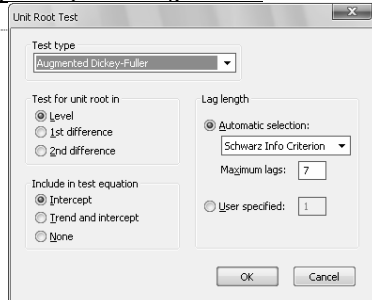 Unit Root Test
Test type
Augmented Dickey-Fuller
Test for unit root in
Level
1st difference
2nd difference
Include in test equation
Intercept
Trend and intercept
None
Lag length
Automatic selection:
Schwarz Info Criterion
Maximum lags: 7
User specified: 1
OK
Cancel